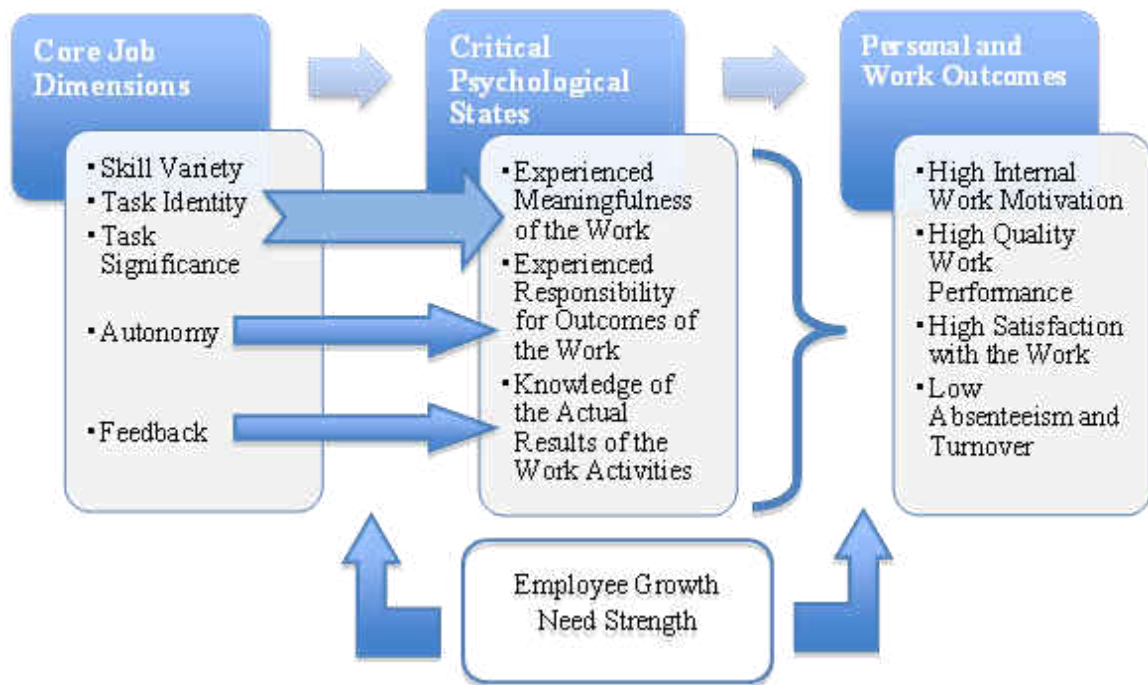 Core Job
Dimensions
▪ Skill Variety
▪ Task Identity
▪ Task
Significance
▪ Autonomy
▪ Feedback
Critical
Psychological
States
▪ Experienced
Meaningfulness
of the Work
▪ Experienced
Responsibility
for Outcomes of
the Work
▪ Knowledge of
the Actual
Results of the
Work Activities
Personal and
Work Outcomes
▪ High Internal
Work Motivation
▪ High Quality
Work
Performance
▪ High Satisfaction
with the Work
▪ Low
Absenteeism and
Turnover
Employee Growth
Need Strength